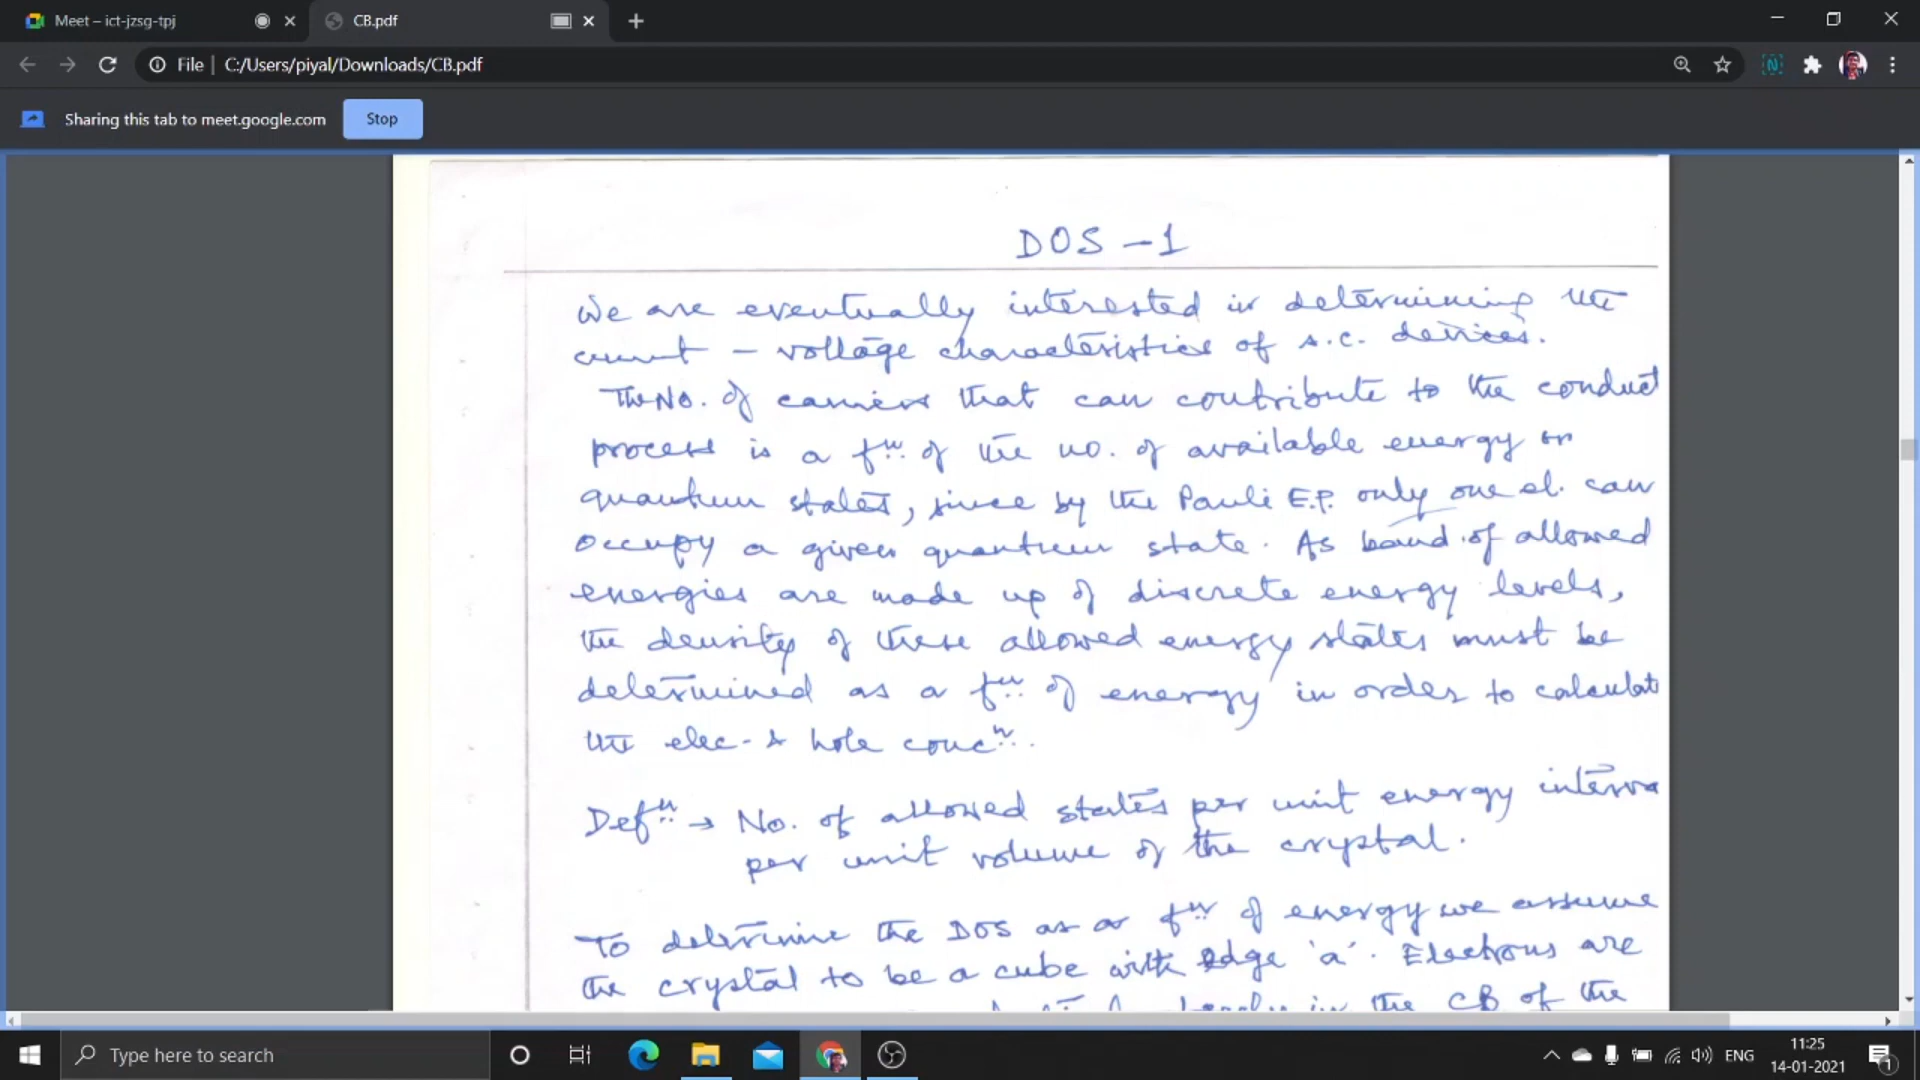 Meet – ict-jzsg-tpj
CB.pdf
File
C:/Users/piyal/Downloads/CB.pdf
Sharing this tab to meet.google.com
Stop
DOS – 1
We are eventually interested in determining the
current – voltage characteristics of s.c. devices.
The No. of carriers that can contribute to the conduct
process is a fⁿ. of the no. of available energy or
quantum states, since by the Pauli E.P. only one el. can
occupy a given quantum state. As band of allowed
energies are made up of discrete energy levels,
the density of these allowed energy states must be
determined as a fⁿ. of energy in order to calculat
the elec- & hole concⁿ.
Defⁿ → No. of allowed states per unit energy interva
per unit volume of the crystal.
To determine the DOS as a fⁿ of energy we assume
the crystal to be a cube with edge 'a'. Electrons are
in the CB of the
Type here to search
ENG
11:25
14-01-2021
1